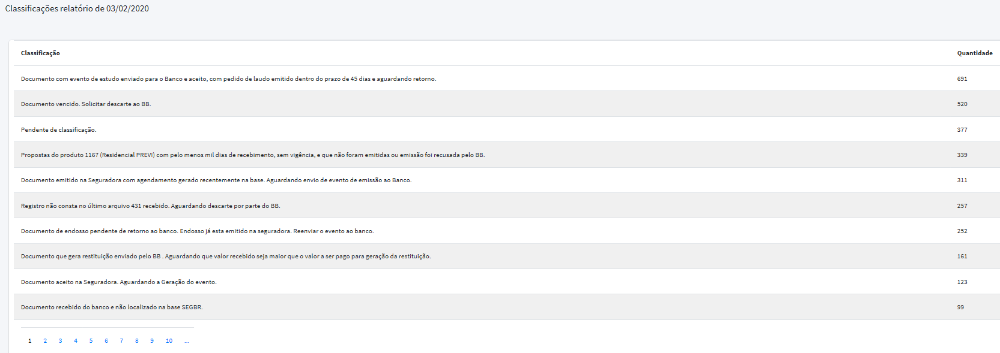 Classificações relatório de 03/02/2020
Classificação Quantidade
Documento com evento de estudo enviado para o Banco e aceito, com pedido de laudo emitido dentro do prazo de 45 dias e aguardando retorno. 691
Documento vencido. Solicitar descarte ao BB. 520
Pendente de classificação. 377
Propostas do produto 1167 (Residencial PREVI) com pelo menos mil dias de recebimento, sem vigência, e que não foram emitidas ou emissão foi recusada pelo BB. 339
Documento emitido na Seguradora com agendamento gerado recentemente na base. Aguardando envio de evento de emissão ao Banco. 311
Registro não consta no último arquivo 431 recebido. Aguardando descarte por parte do BB. 257
Documento de endosso pendente de retorno ao banco. Endosso já esta emitido na seguradora. Reenviar o evento ao banco. 252
Documento que gera restituição enviado pelo BB . Aguardando que valor recebido seja maior que o valor a ser pago para geração da restituição. 161
Documento aceito na Seguradora. Aguardando a Geração do evento. 123
Documento recebido do banco e não localizado na base SEGBR. 99
1 2 3 4 5 6 7 8 9 10 ...